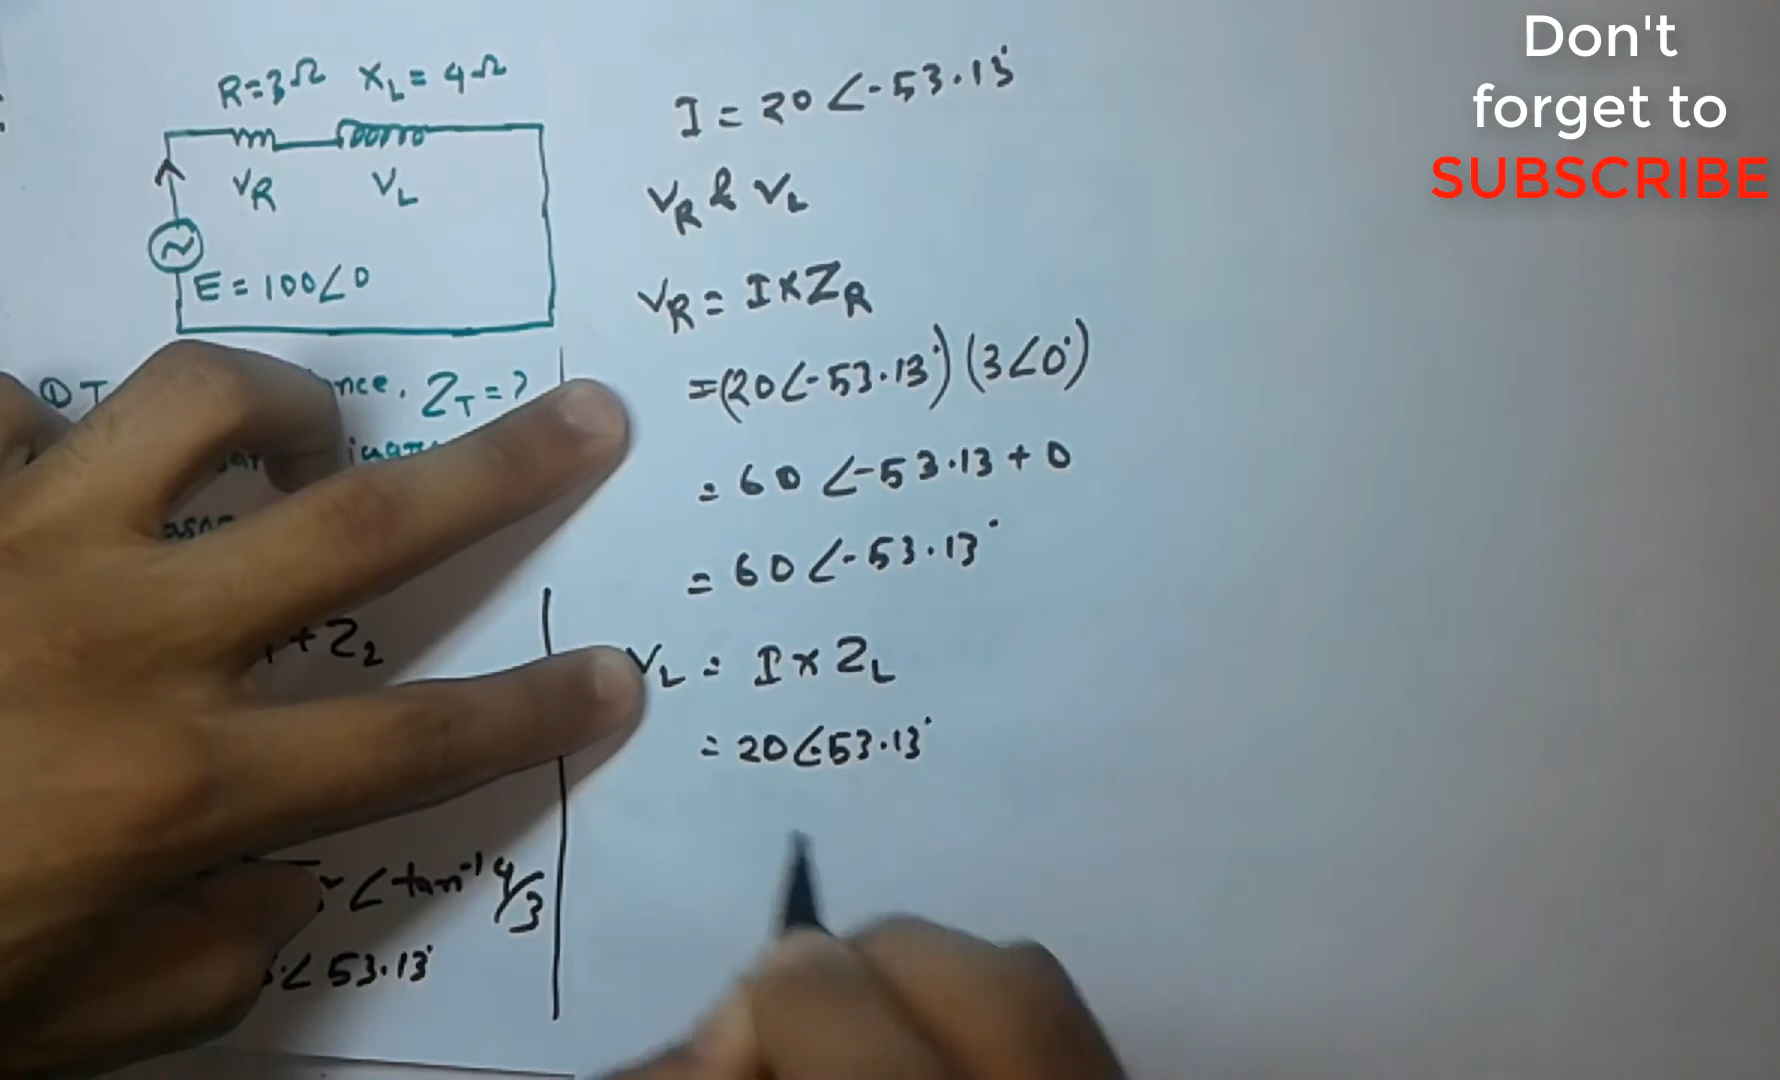 Don't
forget to
SUBSCRIBE
R=3Ω X_L = 4Ω
V_R V_L
E = 100∠0
① T nce, Z_T = ?
+Z_2
∠tan⁻¹ 4/3
∠53.13°
I = 20∠-53.13°
V_R & V_L
V_R = I×Z_R
=(20∠-53.13°)(3∠0°)
= 60∠-53.13+0
= 60∠-53.13°
V_L = I×Z_L
= 20∠-53.13°